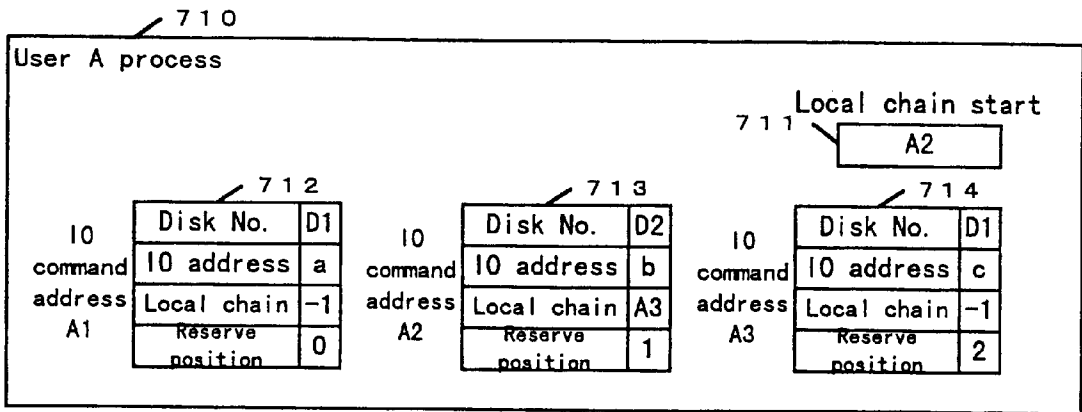 710
User A process
Local chain start
711
A2
712
713
714
IO
command
address
A1
Disk No. D1
IO address a
Local chain -1
Reserve
position 0
IO
command
address
A2
Disk No. D2
IO address b
Local chain A3
Reserve
position 1
IO
command
address
A3
Disk No. D1
IO address c
Local chain -1
Reserve
position 2